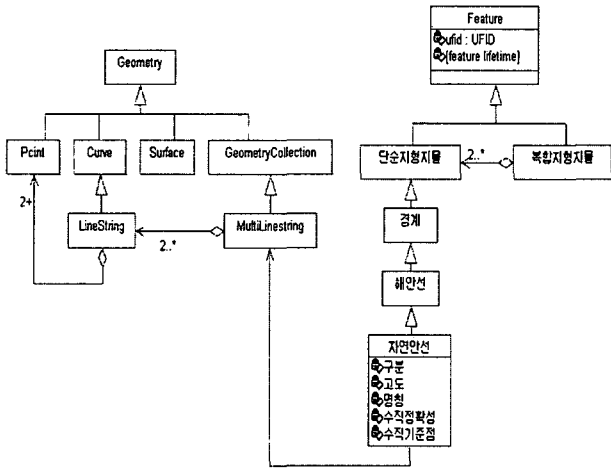 Feature
ufid : UFID
{feature lifetime}
Geometry
Point
Curve
Surface
GeometryCollection
단순지형지물
2..*
복합지형지물
2+
LineString
2..*
MultiLinestring
경계
해안선
자연안선
구분
고도
명칭
수직정확성
수직기준점